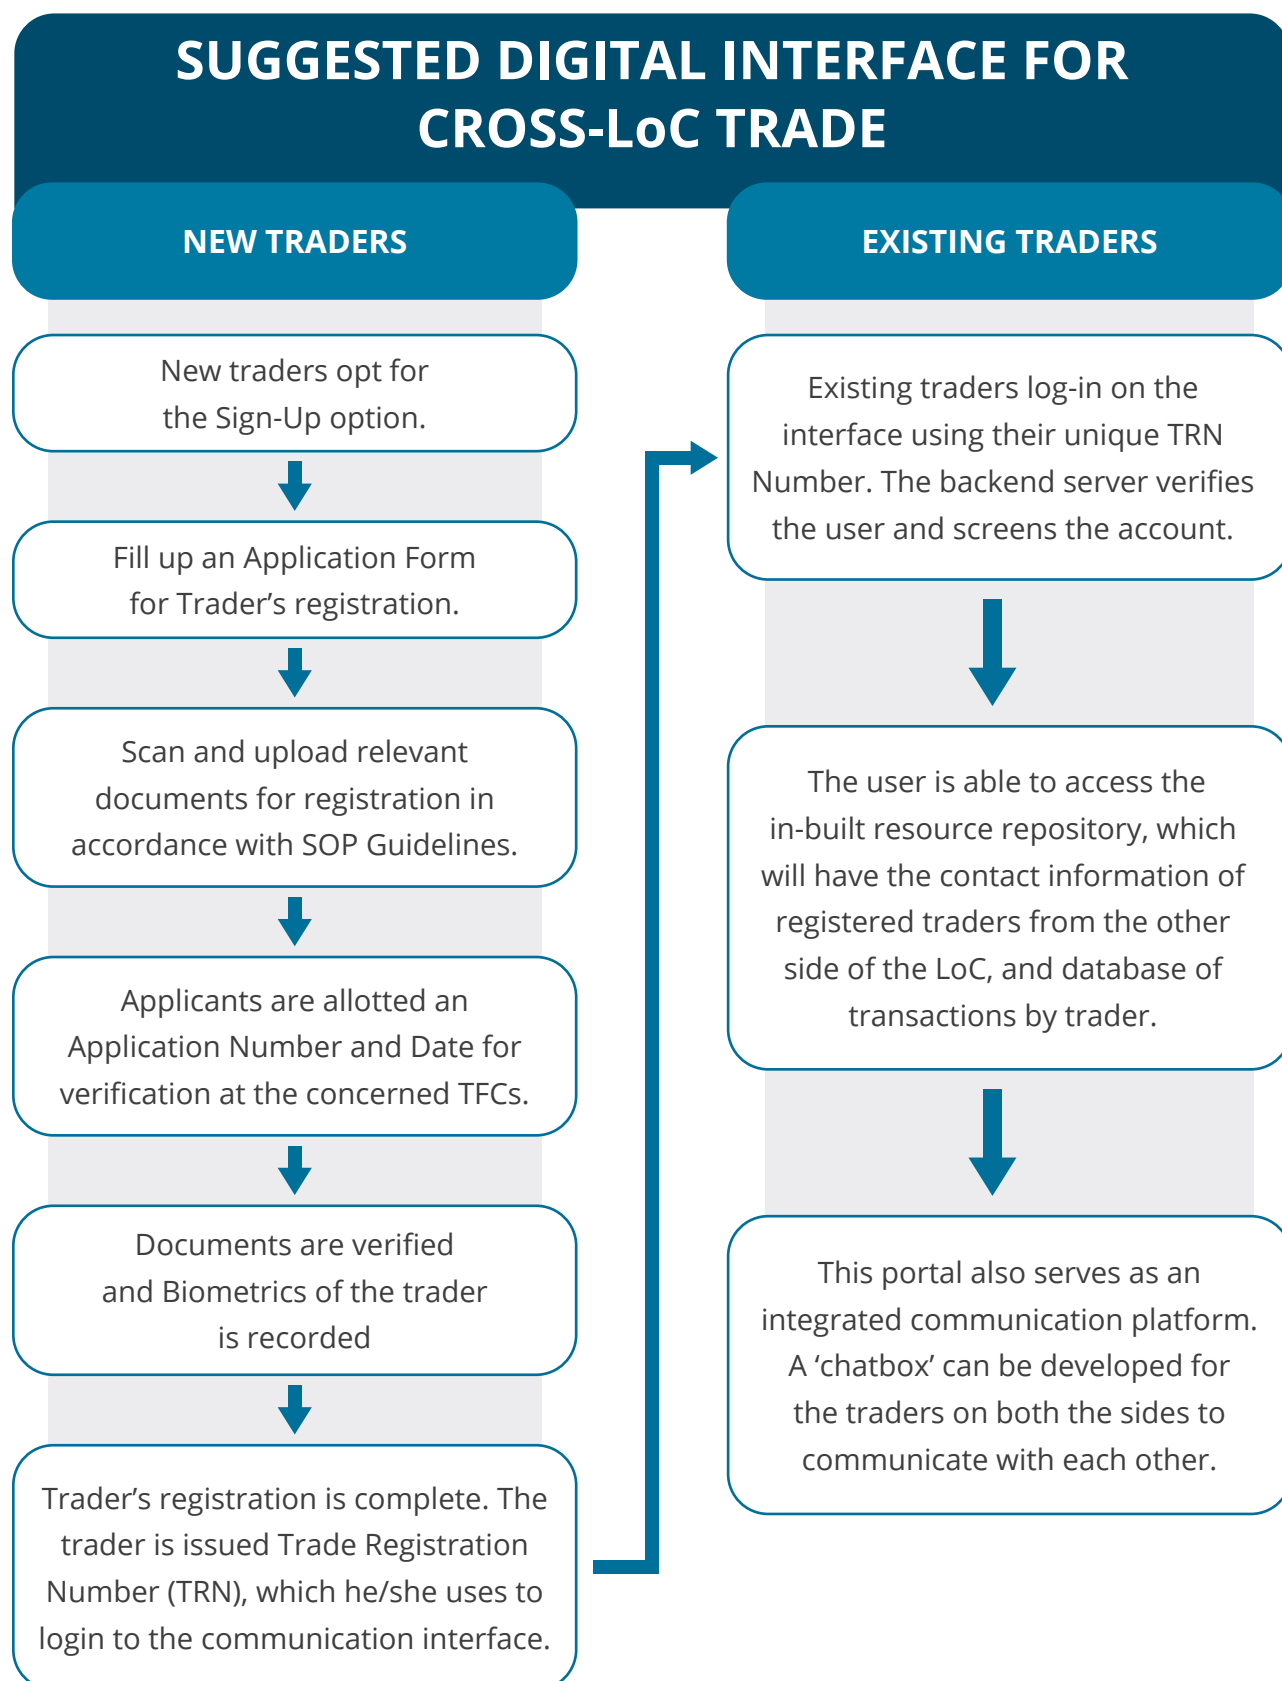 SUGGESTED DIGITAL INTERFACE FOR
CROSS-LoC TRADE
NEW TRADERS
New traders opt for
the Sign-Up option.
Fill up an Application Form
for Trader’s registration.
Scan and upload relevant
documents for registration in
accordance with SOP Guidelines.
Applicants are allotted an
Application Number and Date for
verification at the concerned TFCs.
Documents are verified
and Biometrics of the trader
is recorded
Trader’s registration is complete. The
trader is issued Trade Registration
Number (TRN), which he/she uses to
login to the communication interface.
EXISTING TRADERS
Existing traders log-in on the
interface using their unique TRN
Number. The backend server verifies
the user and screens the account.
The user is able to access the
in-built resource repository, which
will have the contact information of
registered traders from the other
side of the LoC, and database of
transactions by trader.
This portal also serves as an
integrated communication platform.
A ‘chatbox’ can be developed for
the traders on both the sides to
communicate with each other.